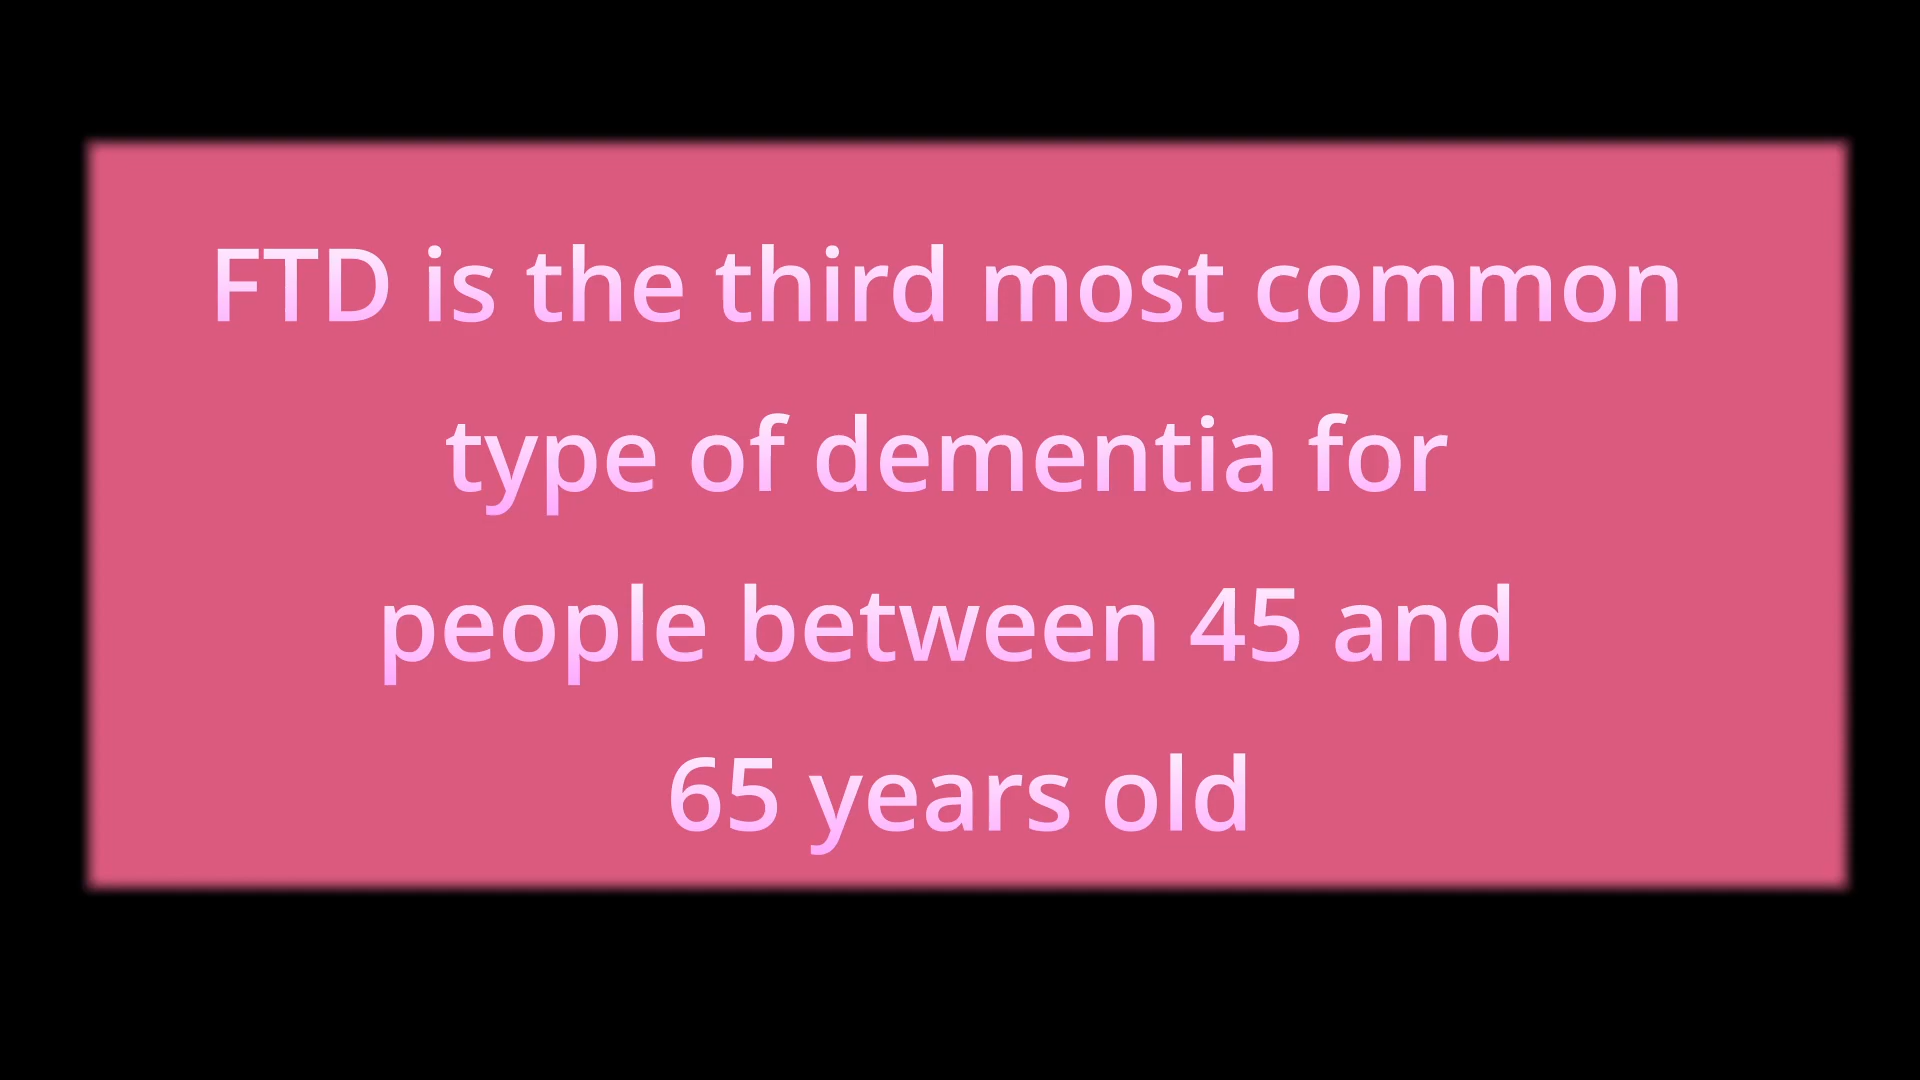 FTD is the third most common
type of dementia for
people between 45 and
65 years old